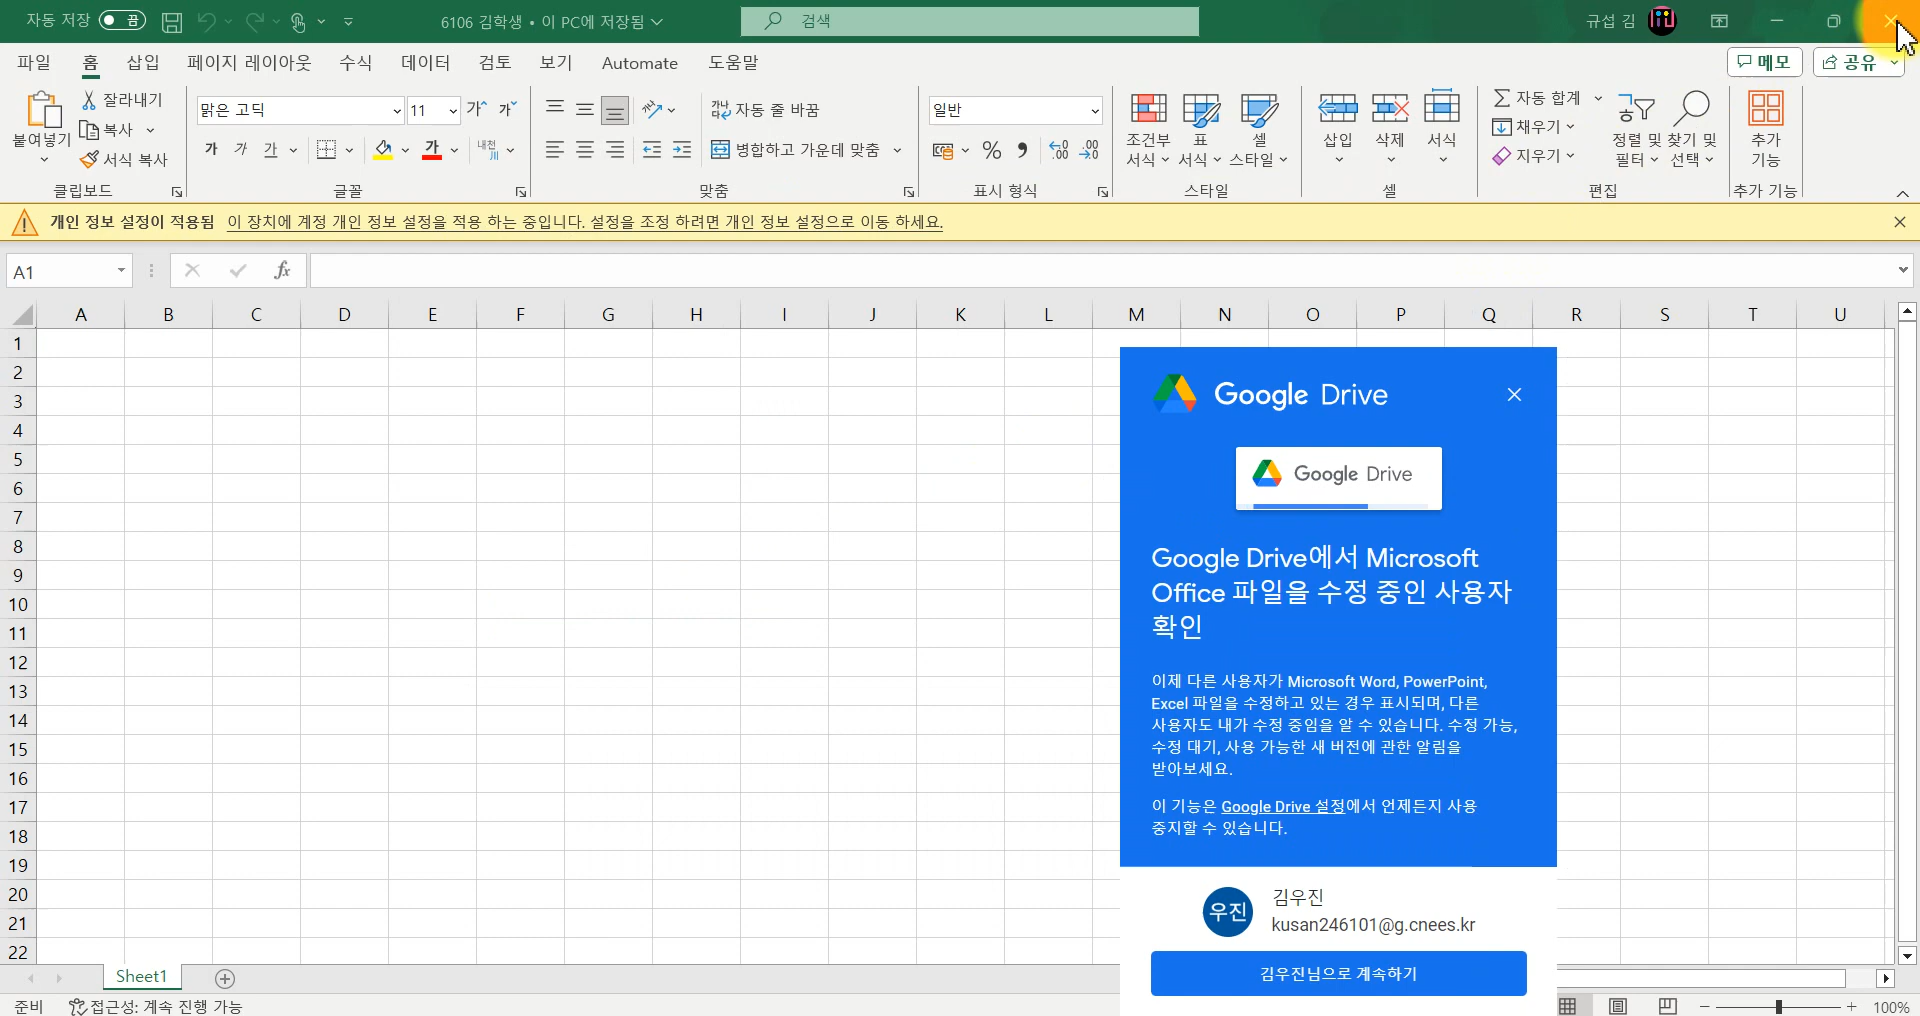 자동 저장 끔 6106 김학생 • 이 PC에 저장됨 검색 규섭 김
파일 홈 삽입 페이지 레이아웃 수식 데이터 검토 보기 Automate 도움말 메모 공유
붙여넣기 잘라내기 복사 서식 복사
클립보드
맑은 고딕 11 가 가
가 가 가 가 내천 川
글꼴
자동 줄 바꿈
병합하고 가운데 맞춤
맞춤
일반
% , .00 .00
표시 형식
조건부 서식 표 서식 셀 스타일
스타일
삽입 삭제 서식
셀
자동 합계
채우기
지우기
정렬 및 필터 찾기 및 선택
편집
추가 기능
추가 기능
개인 정보 설정이 적용됨 이 장치에 계정 개인 정보 설정을 적용 하는 중입니다. 설정을 조정 하려면 개인 정보 설정으로 이동 하세요.
A1 fx
A B C D E F G H I J K L M N O P Q R S T U
1
2
3
4
5
6
7
8
9
10
11
12
13
14
15
16
17
18
19
20
21
22
Google Drive
Google Drive
Google Drive에서 Microsoft
Office 파일을 수정 중인 사용자
확인
이제 다른 사용자가 Microsoft Word, PowerPoint,
Excel 파일을 수정하고 있는 경우 표시되며, 다른
사용자도 내가 수정 중임을 알 수 있습니다. 수정 가능,
수정 대기, 사용 가능한 새 버전에 관한 알림을
받아보세요.
이 기능은 Google Drive 설정에서 언제든지 사용
중지할 수 있습니다.
우진 김우진
kusan246101@g.cnees.kr
김우진님으로 계속하기
Sheet1
준비 접근성: 계속 진행 가능 100%